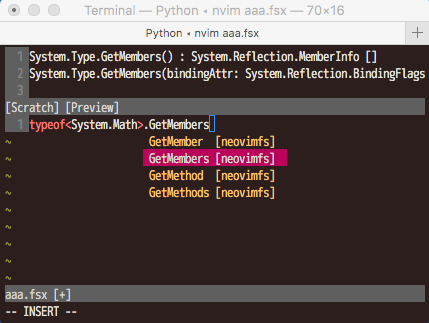 Terminal — Python ◂ nvim aaa.fsx — 70×16
Python ◂ nvim aaa.fsx +
1 System.Type.GetMembers() : System.Reflection.MemberInfo []
2 System.Type.GetMembers(bindingAttr: System.Reflection.BindingFlags
3
[Scratch] [Preview]
1 typeof<System.Math>.GetMembers
~ GetMember [neovimfs]
~ GetMembers [neovimfs]
~ GetMethod [neovimfs]
~ GetMethods [neovimfs]
~
~
~
~
~
aaa.fsx [+]
-- INSERT --